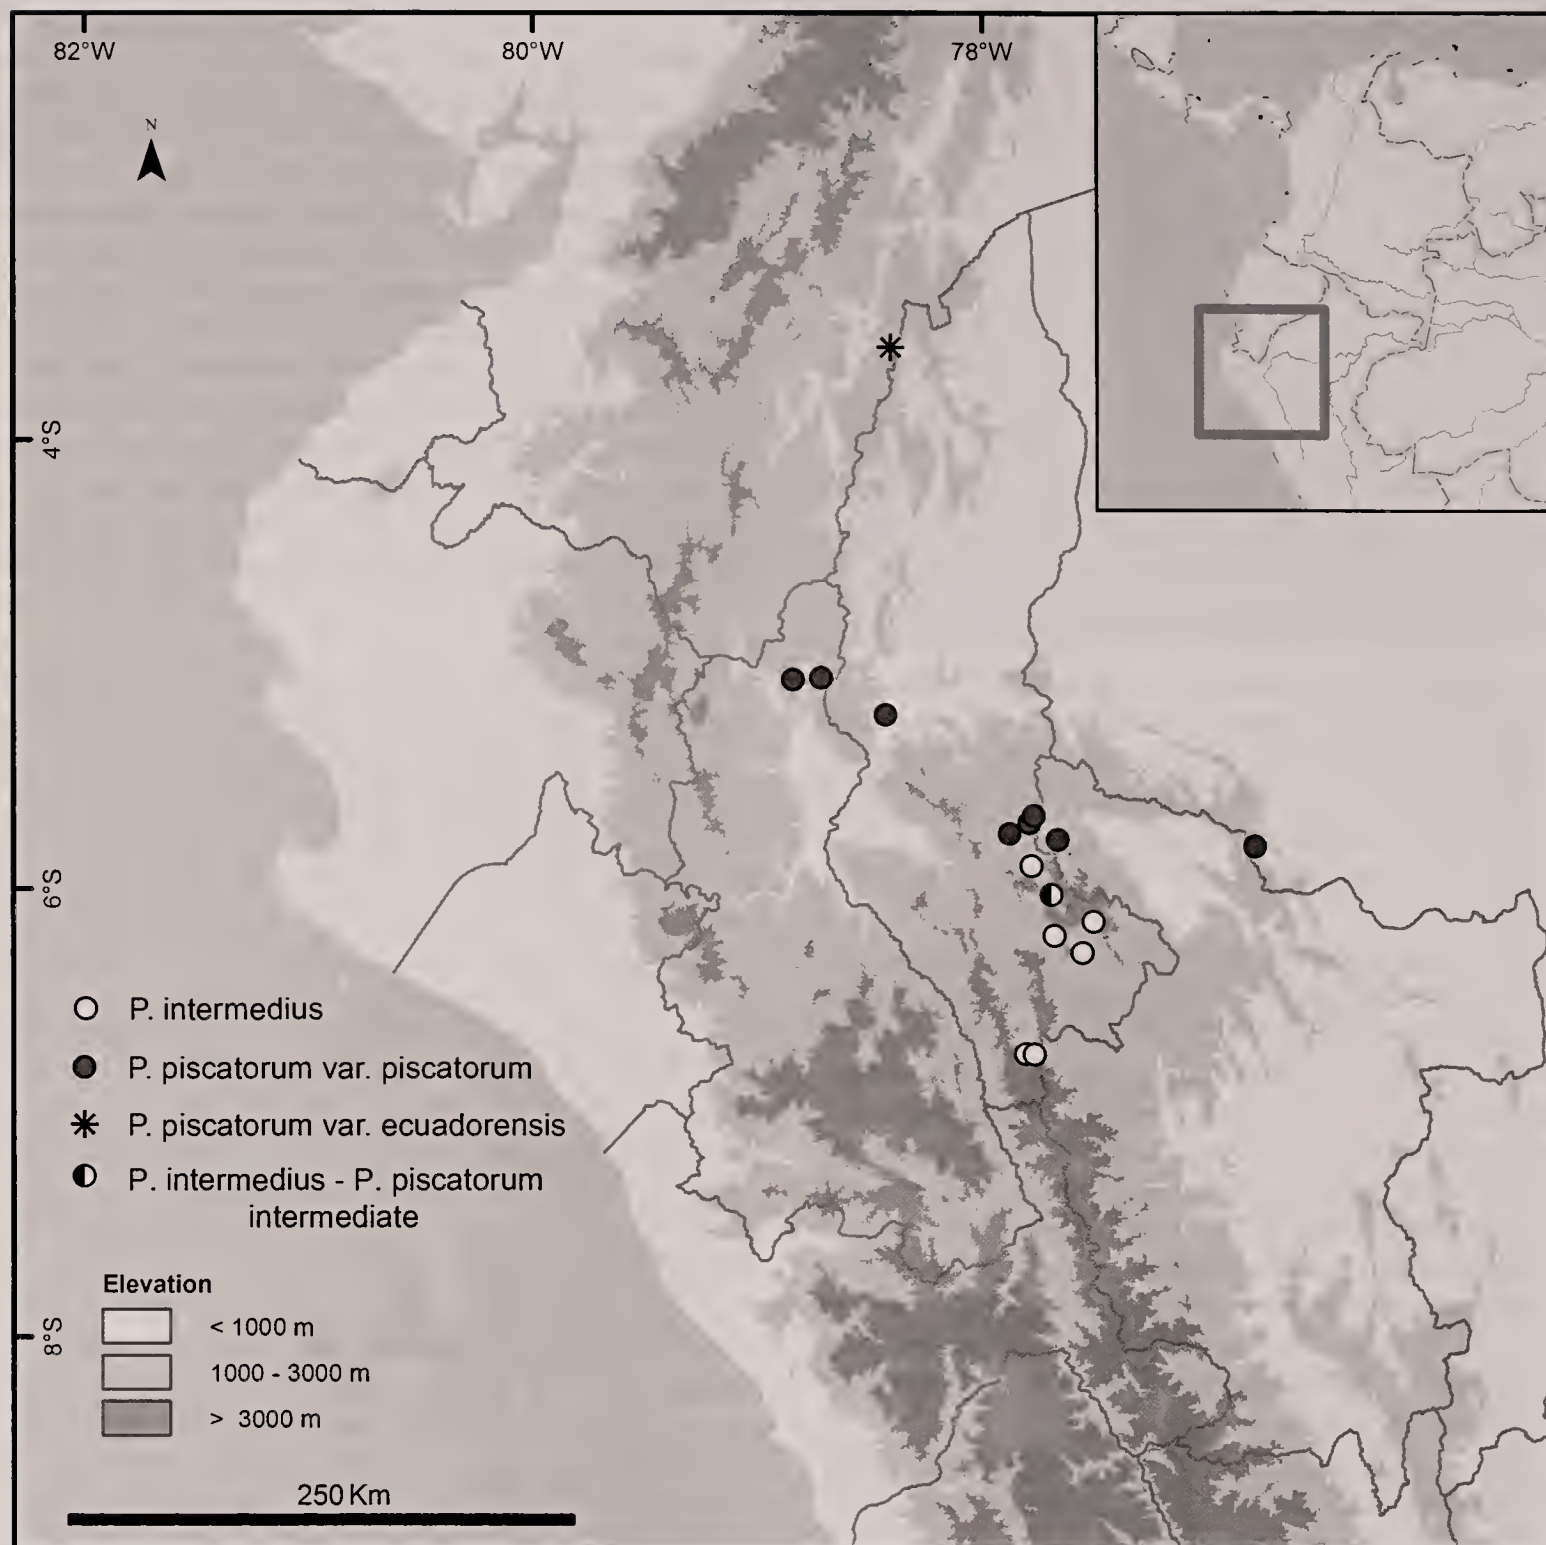 82°W
80°W
78°W
N
4°S
6°S
8°S
P. intermedius
P. piscatorum var. piscatorum
P. piscatorum var. ecuadorensis
P. intermedius - P. piscatorum
intermediate
Elevation
< 1000 m
1000 - 3000 m
> 3000 m
250 Km